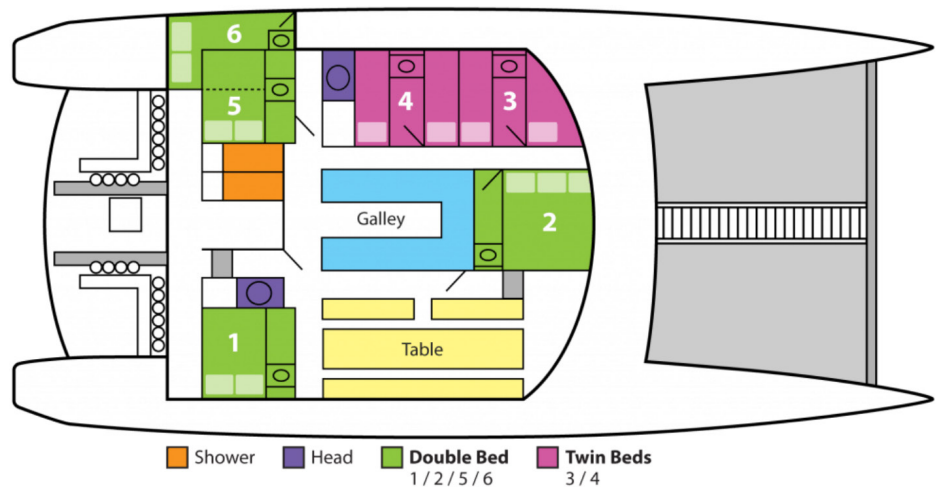 6
5
4
3
Galley
2
1
Table
Shower
Head
Double Bed
1 / 2 / 5 / 6
Twin Beds
3 / 4